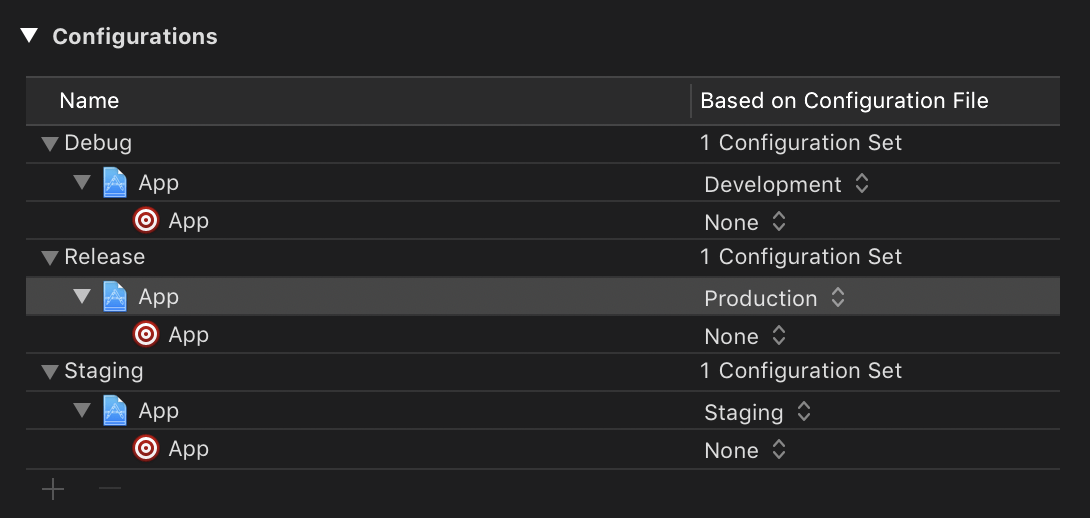 Configurations
Name Based on Configuration File
Debug 1 Configuration Set
App Development
App None
Release 1 Configuration Set
App Production
App None
Staging 1 Configuration Set
App Staging
App None